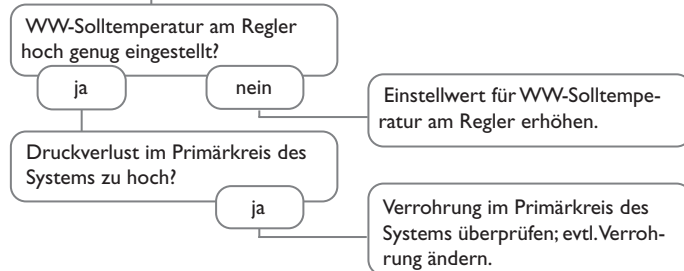 WW-Solltemperatur am Regler
hoch genug eingestellt?
ja
nein
Einstellwert für WW-Solltempe-
ratur am Regler erhöhen.
Druckverlust im Primärkreis des
Systems zu hoch?
ja
Verrohrung im Primärkreis des
Systems überprüfen; evtl. Verroh-
rung ändern.